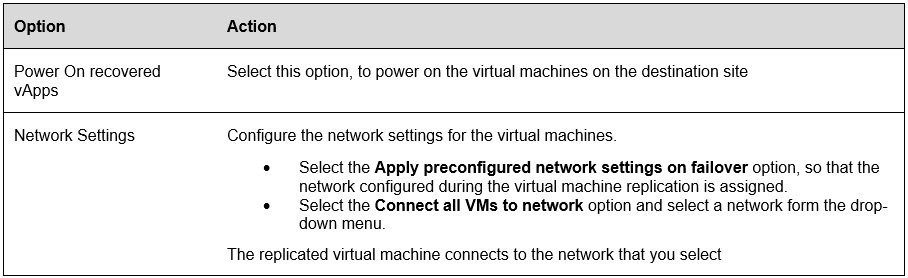 Option Action
Power On recovered Select this option, to power on the virtual machines on the destination site
vApps
Network Settings Configure the network settings for the virtual machines.
• Select the Apply preconfigured network settings on failover option, so that the
network configured during the virtual machine replication is assigned.
• Select the Connect all VMs to network option and select a network form the drop-
down menu.
The replicated virtual machine connects to the network that you select